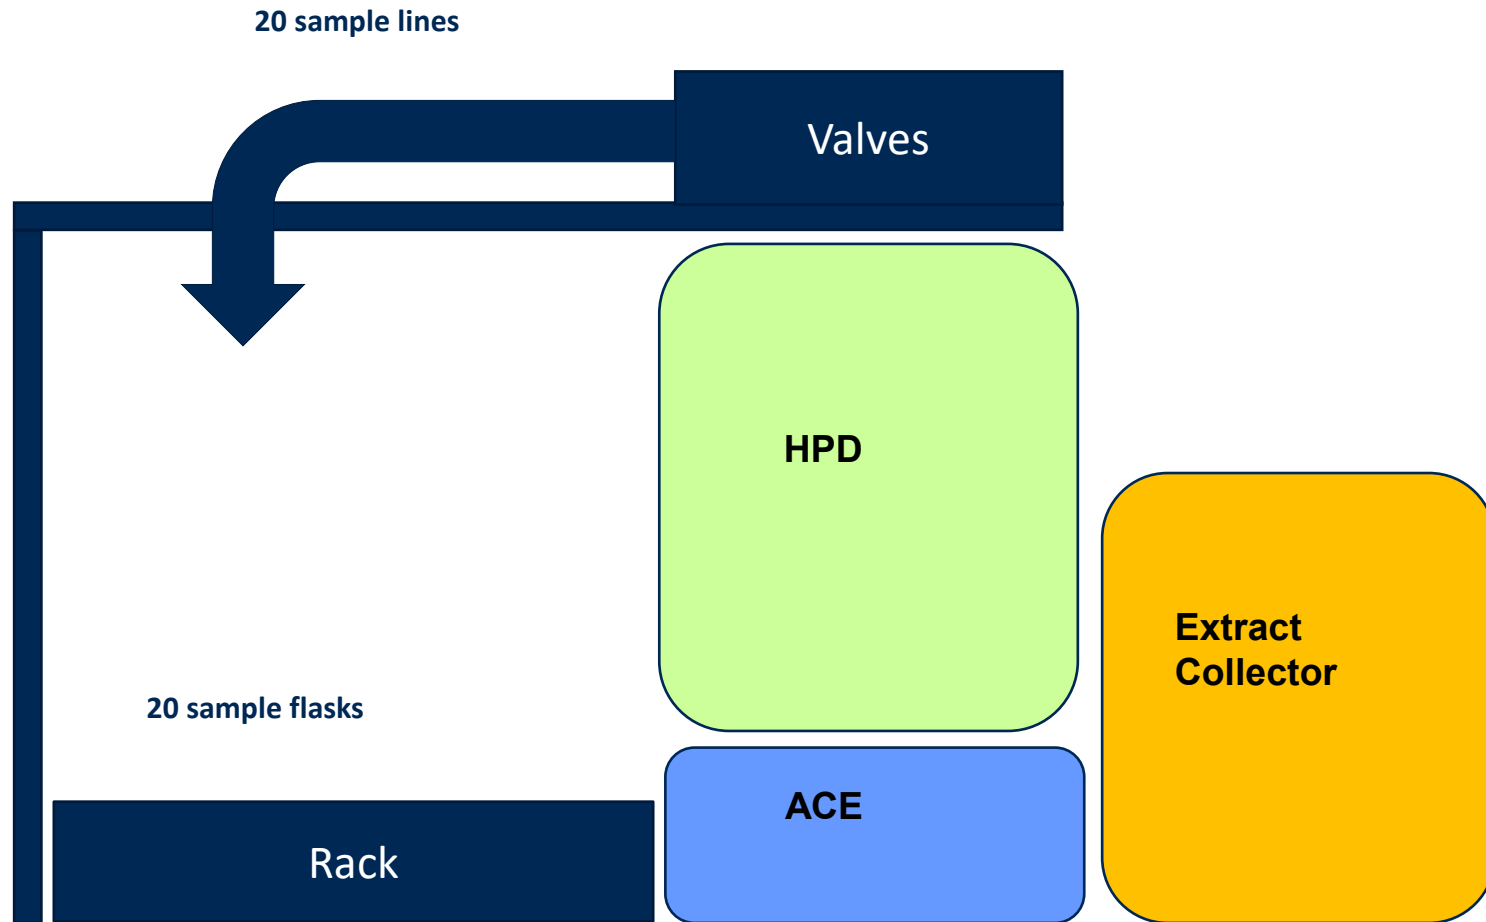 20 sample lines
Valves
HPD
Extract
Collector
20 sample flasks
ACE
Rack